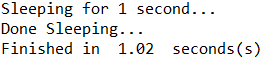 Sleeping for 1 second...
Done Sleeping...
Finished in  1.02  seconds(s)